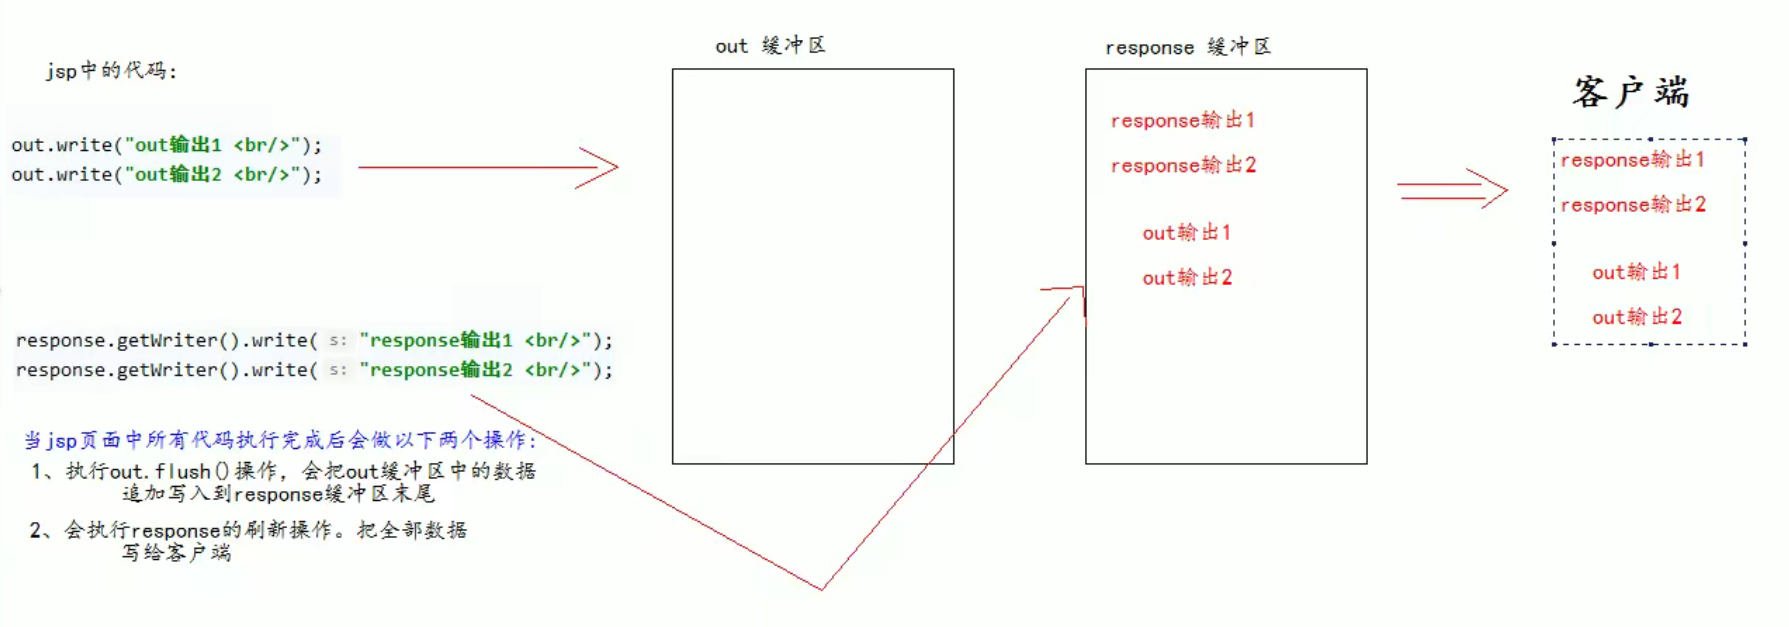 jsp中的代码:
out.write("out输出1 <br/>");
out.write("out输出2 <br/>");
response.getWriter().write( s: "response输出1 <br/>");
response.getWriter().write( s: "response输出2 <br/>");
当jsp页面中所有代码执行完成后会做以下两个操作:
1、执行out.flush()操作，会把out缓冲区中的数据
追加写入到response缓冲区末尾
2、会执行response的刷新操作。把全部数据
写给客户端
out 缓冲区
response 缓冲区
response输出1
response输出2
out输出1
out输出2
客户端
response输出1
response输出2
out输出1
out输出2